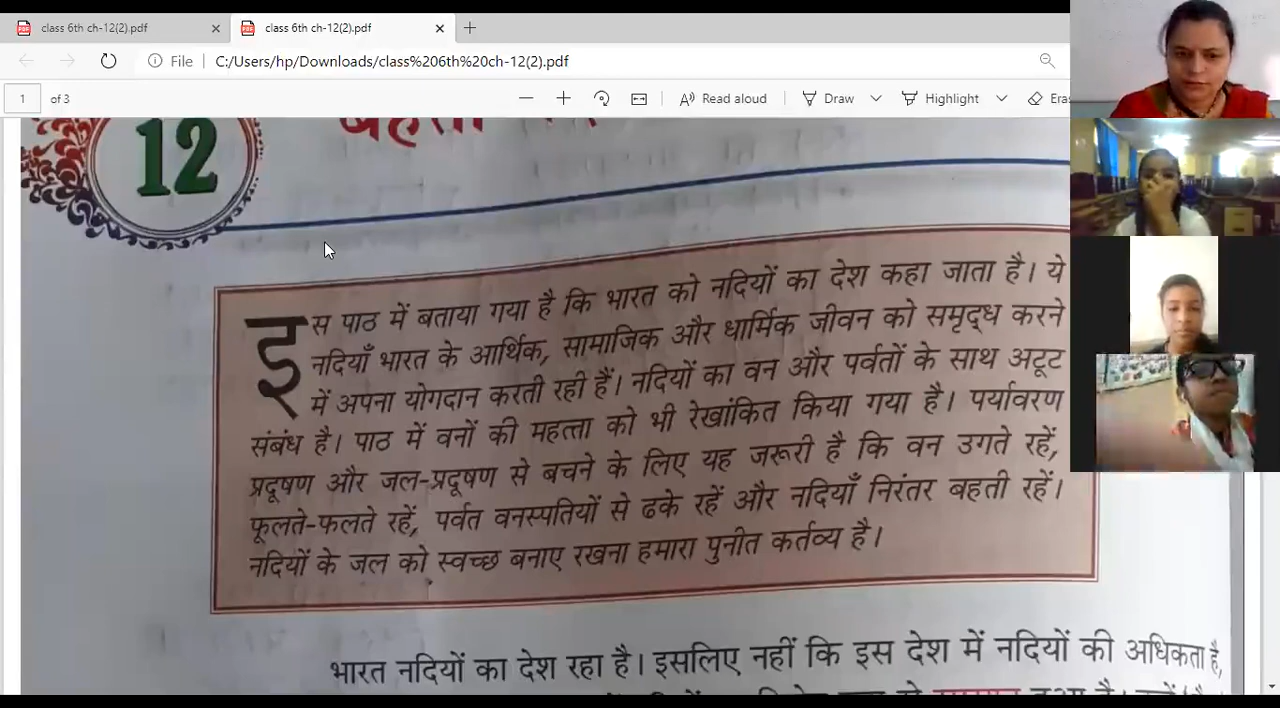 class 6th ch-12(2).pdf
class 6th ch-12(2).pdf
File C:/Users/hp/Downloads/class%206th%20ch-12(2).pdf
1 of 3 Read aloud Draw Highlight
12
इस पाठ में बताया गया है कि भारत को नदियों का देश कहा जाता है। ये
नदियाँ भारत के आर्थिक, सामाजिक और धार्मिक जीवन को समृद्ध करने
में अपना योगदान करती रही हैं। नदियों का वन और पर्वतों के साथ अटूट
संबंध है। पाठ में वनों की महत्ता को भी रेखांकित किया गया है। पर्यावरण
प्रदूषण और जल-प्रदूषण से बचने के लिए यह जरूरी है कि वन उगते रहें,
फूलते-फलते रहें, पर्वत वनस्पतियों से ढके रहें और नदियाँ निरंतर बहती रहें।
नदियों के जल को स्वच्छ बनाए रखना हमारा पुनीत कर्तव्य है।
भारत नदियों का देश रहा है। इसलिए नहीं कि इस देश में नदियों की अधिकता है,